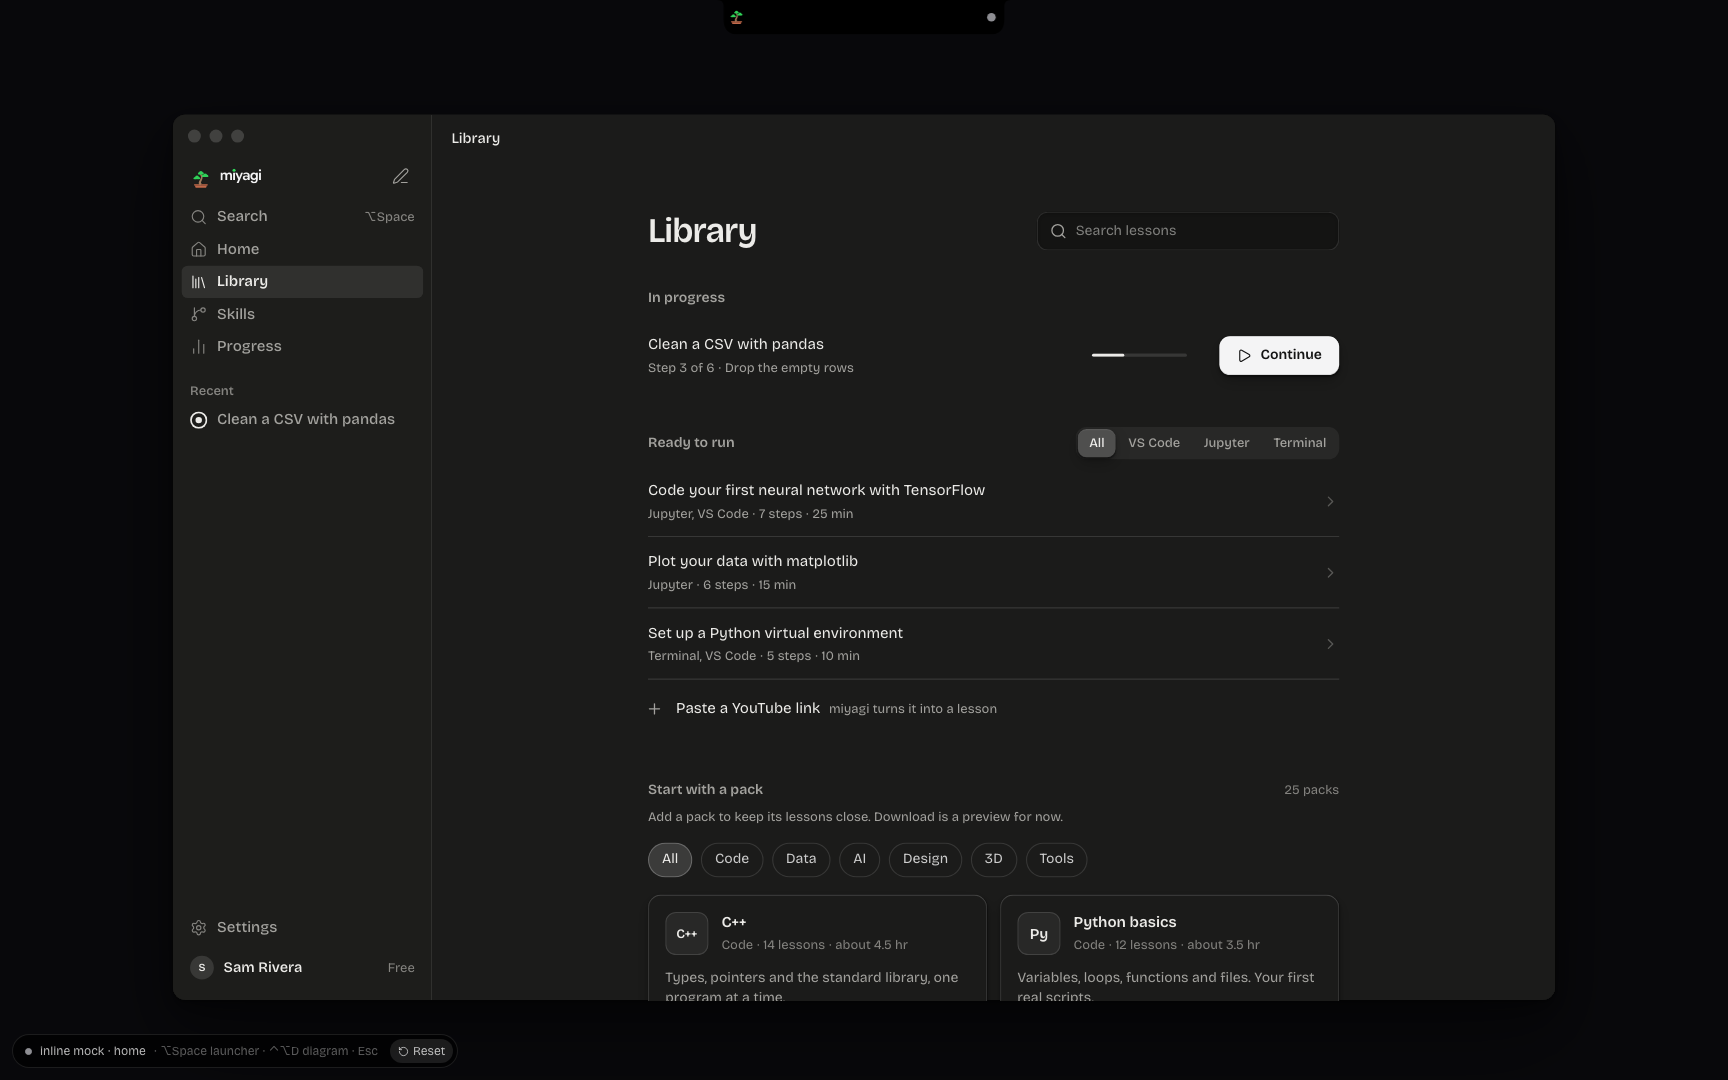 Library
miyagi
Search ⌥Space
Home
Library
Skills
Progress
Recent
Clean a CSV with pandas
Settings
S Sam Rivera Free
Library
Search lessons
In progress
Clean a CSV with pandas
Step 3 of 6 · Drop the empty rows
Continue
Ready to run
All VS Code Jupyter Terminal
Code your first neural network with TensorFlow
Jupyter, VS Code · 7 steps · 25 min
Plot your data with matplotlib
Jupyter · 6 steps · 15 min
Set up a Python virtual environment
Terminal, VS Code · 5 steps · 10 min
Paste a YouTube link miyagi turns it into a lesson
Start with a pack 25 packs
Add a pack to keep its lessons close. Download is a preview for now.
All Code Data AI Design 3D Tools
C++
C++
Code · 14 lessons · about 4.5 hr
Types, pointers and the standard library, one
program at a time.
Py
Python basics
Code · 12 lessons · about 3.5 hr
Variables, loops, functions and files. Your first
real scripts.
inline mock · home · ⌥Space launcher · ^⌥D diagram · Esc Reset